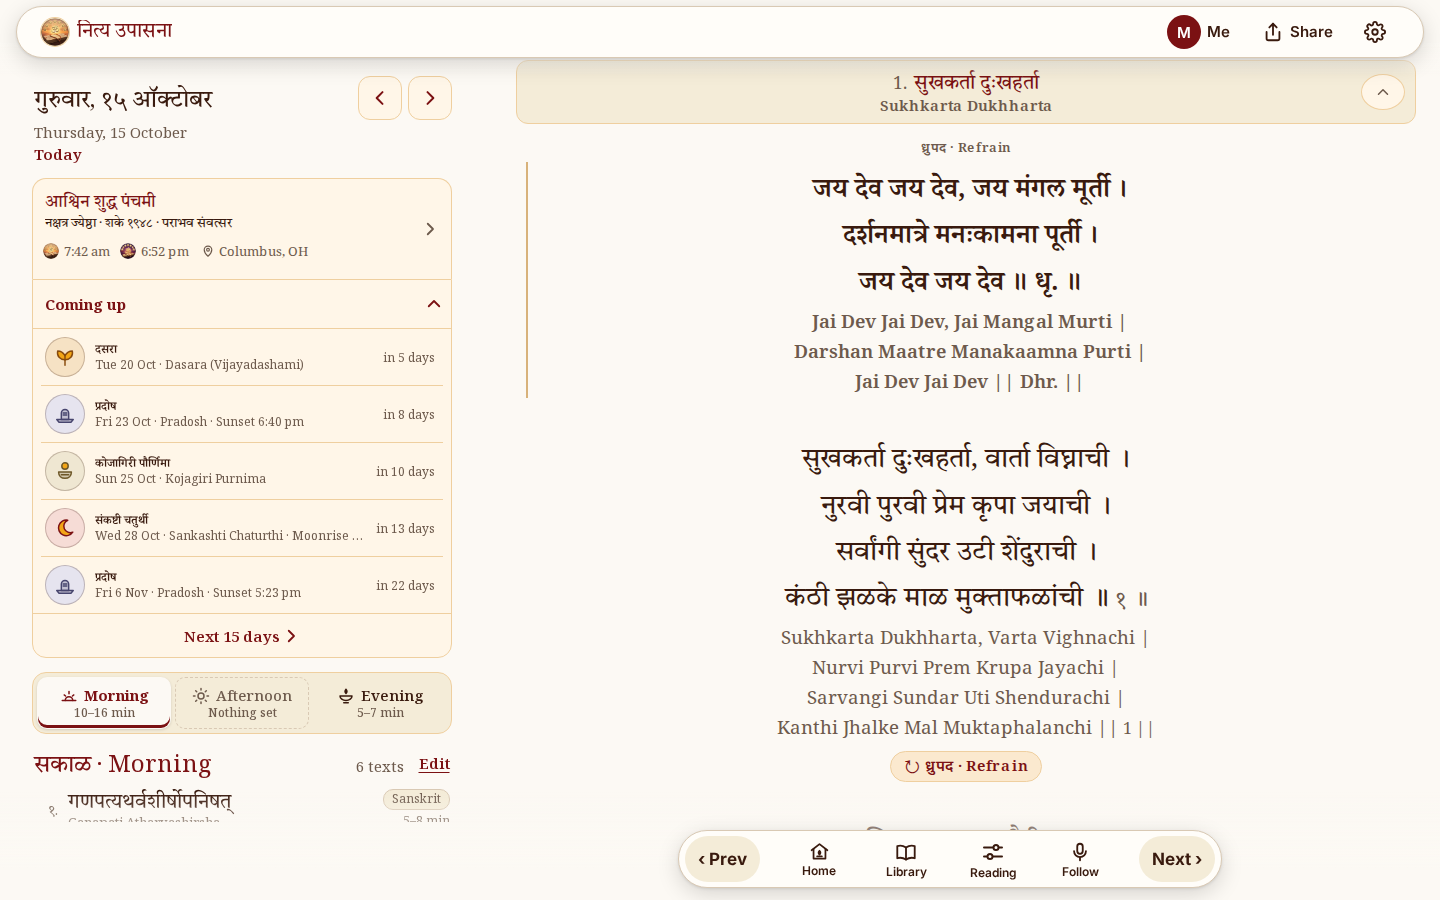 नित्य उपासना
M Me
Share
गुरुवार, १५ ऑक्टोबर
Thursday, 15 October
Today
आश्विन शुद्ध पंचमी
नक्षत्र ज्येष्ठा · शके १९४८ · पराभव संवत्सर
7:42 am 6:52 pm Columbus, OH
Coming up
दसरा
Tue 20 Oct · Dasara (Vijayadashami)
in 5 days
प्रदोष
Fri 23 Oct · Pradosh · Sunset 6:40 pm
in 8 days
कोजागिरी पौर्णिमा
Sun 25 Oct · Kojagiri Purnima
in 10 days
संकष्टी चतुर्थी
Wed 28 Oct · Sankashti Chaturthi · Moonrise …
in 13 days
प्रदोष
Fri 6 Nov · Pradosh · Sunset 5:23 pm
in 22 days
Next 15 days
Morning
10–16 min
Afternoon
Nothing set
Evening
5–7 min
सकाळ · Morning
6 texts Edit
१. गणपत्यथर्वशीर्षोपनिषत्
Sanskrit
1. सुखकर्ता दुःखहर्ता
Sukhkarta Dukhharta
ध्रुपद · Refrain
जय देव जय देव, जय मंगल मूर्ती ।
दर्शनमात्रे मनःकामना पूर्ती ।
जय देव जय देव ॥ धृ. ॥
Jai Dev Jai Dev, Jai Mangal Murti |
Darshan Maatre Manakaamna Purti |
Jai Dev Jai Dev || Dhr. ||
सुखकर्ता दुःखहर्ता, वार्ता विघ्नाची ।
नुरवी पुरवी प्रेम कृपा जयाची ।
सर्वांगी सुंदर उटी शेंदुराची ।
कंठी झळके माळ मुक्ताफळांची ॥ १ ॥
Sukhkarta Dukhharta, Varta Vighnachi |
Nurvi Purvi Prem Krupa Jayachi |
Sarvangi Sundar Uti Shendurachi |
Kanthi Jhalke Mal Muktaphalanchi || 1 ||
ध्रुपद · Refrain
‹ Prev
Home
Library
Reading
Follow
Next ›